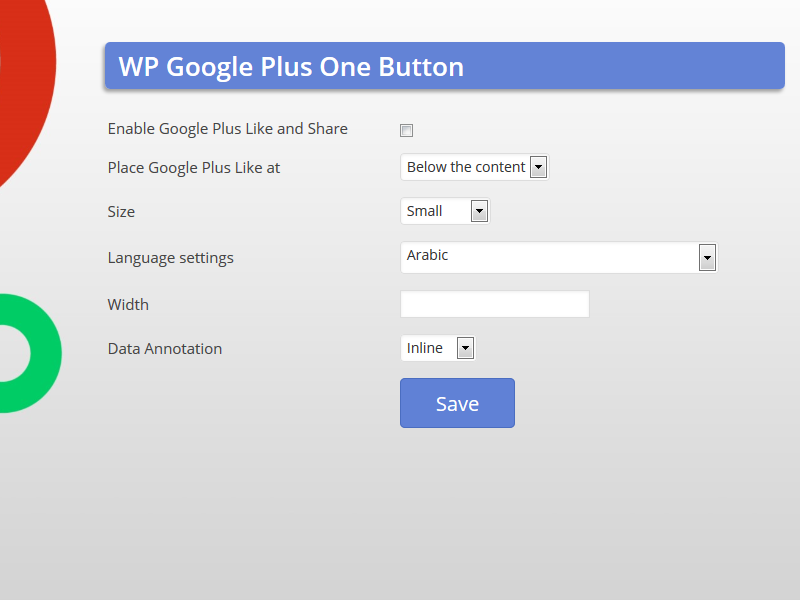 WP Google Plus One Button
Enable Google Plus Like and Share
Place Google Plus Like at Below the content
Size Small
Language settings Arabic
Width
Data Annotation Inline
Save